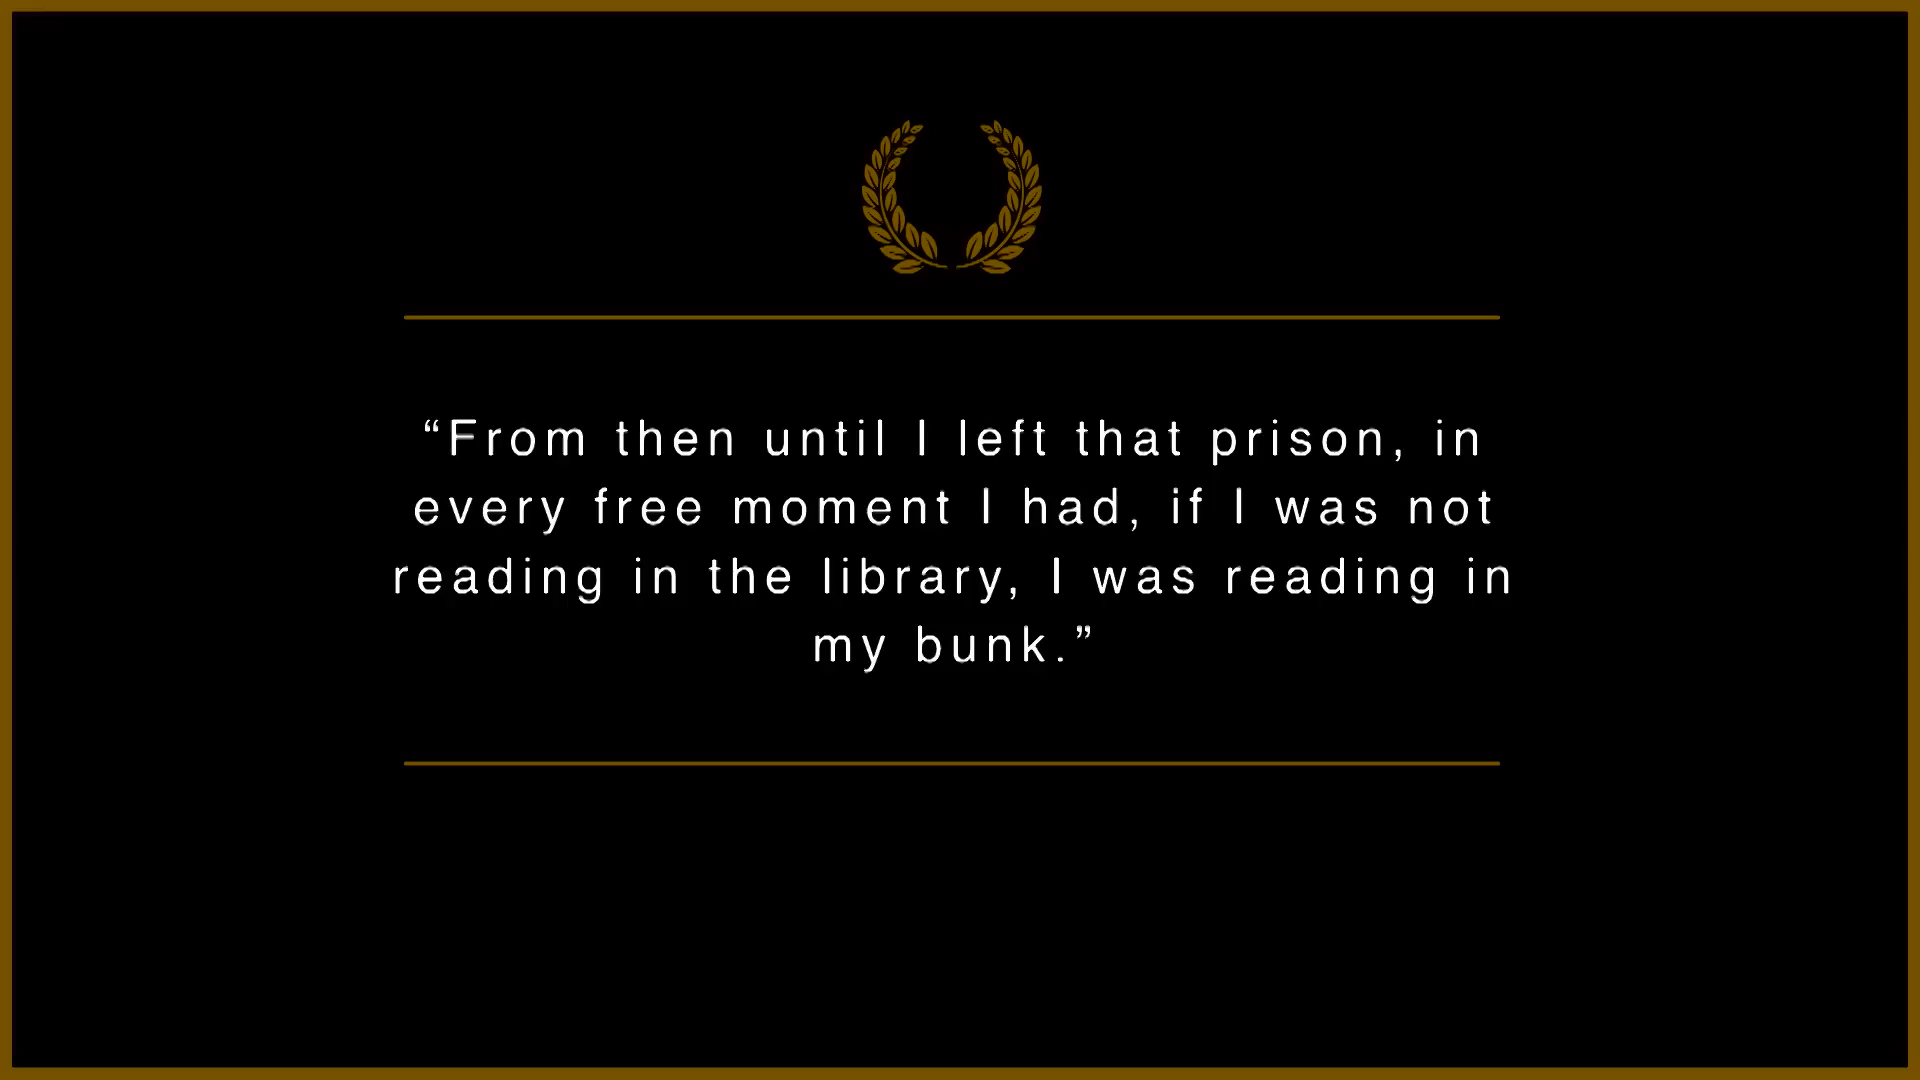 “From then until I left that prison, in
every free moment I had, if I was not
reading in the library, I was reading in
my bunk.”